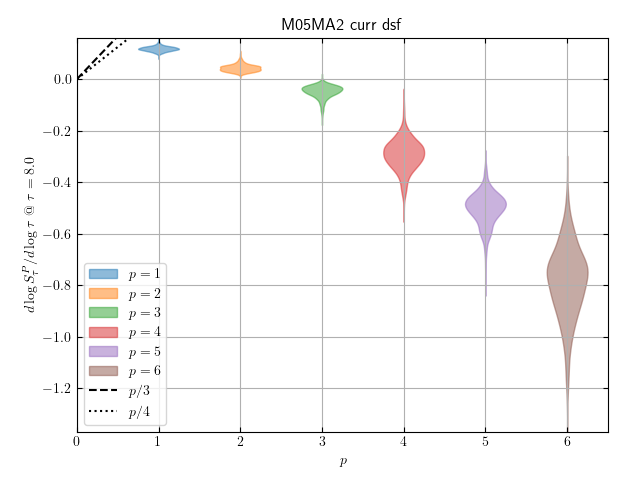 M05MA2 curr dsf
d log S_τ^P / d log τ @ τ = 8.0
0.0
−0.2
−0.4
−0.6
−0.8
−1.0
−1.2
p = 1
p = 2
p = 3
p = 4
p = 5
p = 6
p/3
p/4
0 1 2 3 4 5 6
p